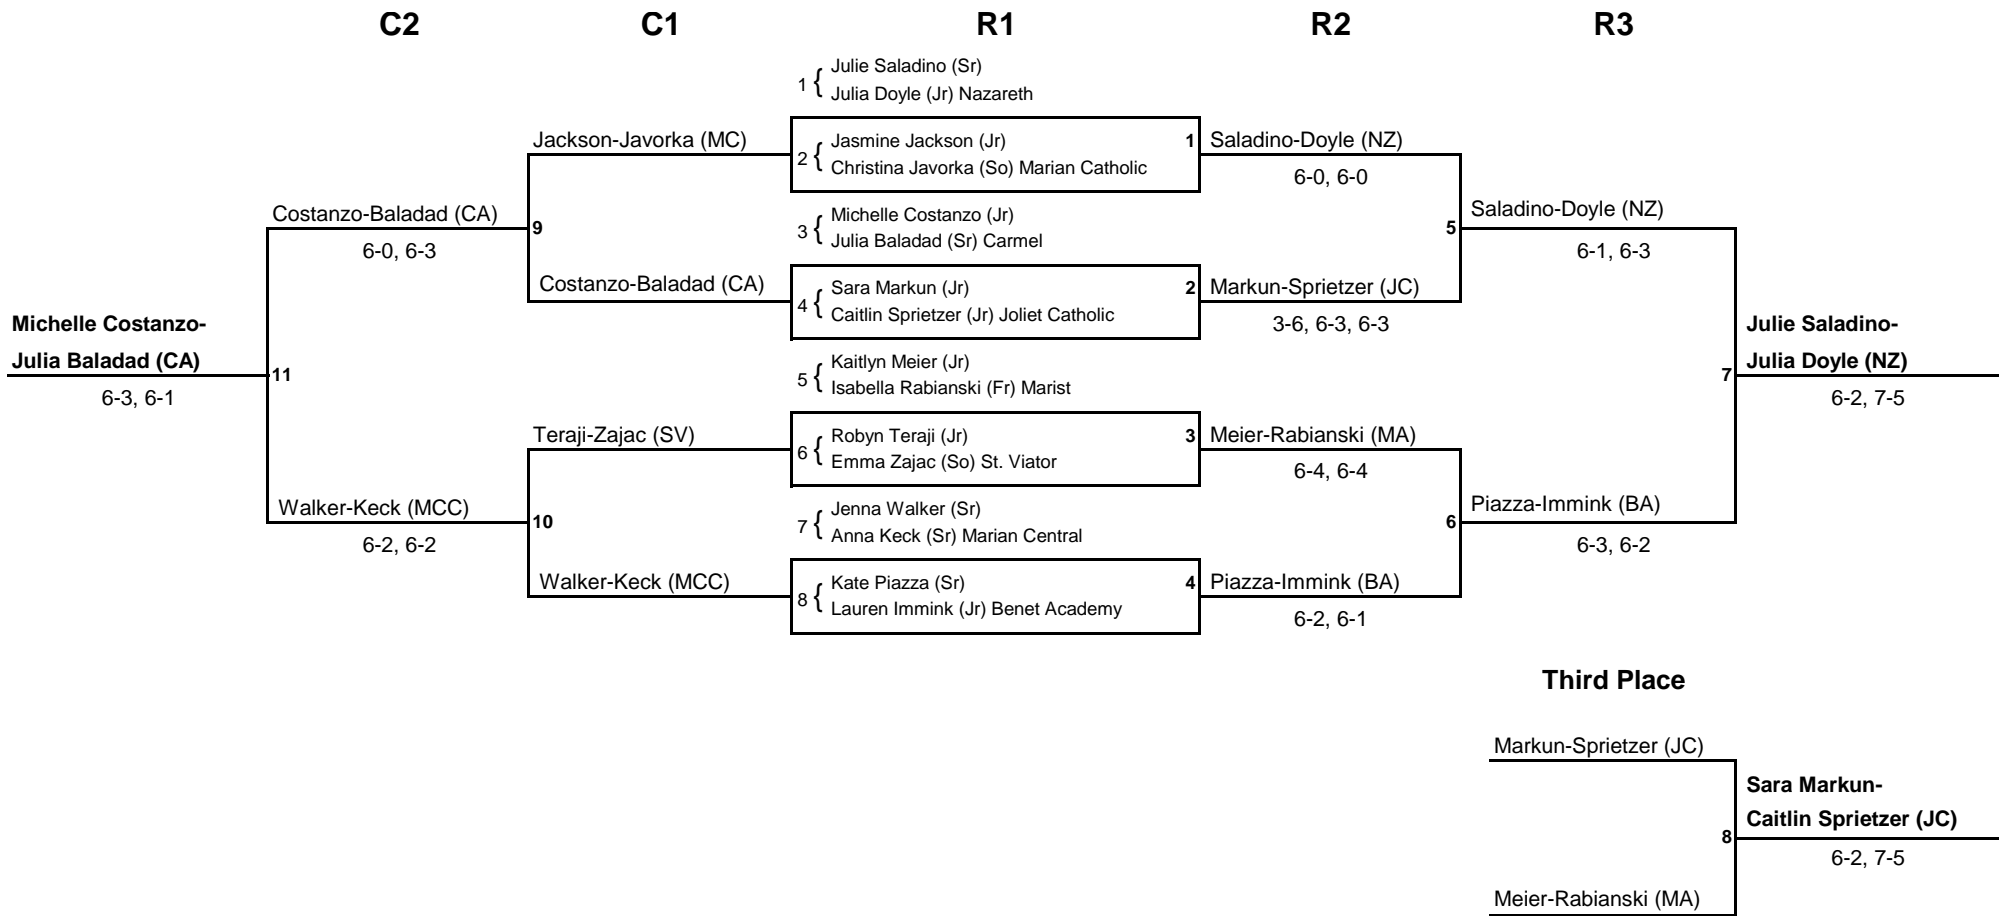 C2 C1 R1 R2 R3
Julie Saladino (Sr)
1 { Julia Doyle (Jr) Nazareth
Jackson-Javorka (MC) Jasmine Jackson (Jr) 1 Saladino-Doyle (NZ)
2 { Christina Javorka (So) Marian Catholic
6-0, 6-0
Costanzo-Baladad (CA) Michelle Costanzo (Jr) Saladino-Doyle (NZ)
9 3 { Julia Baladad (Sr) Carmel 5
6-0, 6-3 6-1, 6-3
Costanzo-Baladad (CA) Sara Markun (Jr) 2 Markun-Sprietzer (JC)
4 { Caitlin Sprietzer (Jr) Joliet Catholic
Michelle Costanzo- 3-6, 6-3, 6-3 Julie Saladino-
Julia Baladad (CA) Kaitlyn Meier (Jr) Julia Doyle (NZ)
11 5 { Isabella Rabianski (Fr) Marist 7
6-3, 6-1 6-2, 7-5
Teraji-Zajac (SV) Robyn Teraji (Jr) 3 Meier-Rabianski (MA)
6 { Emma Zajac (So) St. Viator
6-4, 6-4
Walker-Keck (MCC) Jenna Walker (Sr) Piazza-Immink (BA)
10 7 { Anna Keck (Sr) Marian Central 6
6-2, 6-2 6-3, 6-2
Walker-Keck (MCC) Kate Piazza (Sr) 4 Piazza-Immink (BA)
8 { Lauren Immink (Jr) Benet Academy
6-2, 6-1
Third Place
Markun-Sprietzer (JC)
Sara Markun-
Caitlin Sprietzer (JC)
8
6-2, 7-5
Meier-Rabianski (MA)